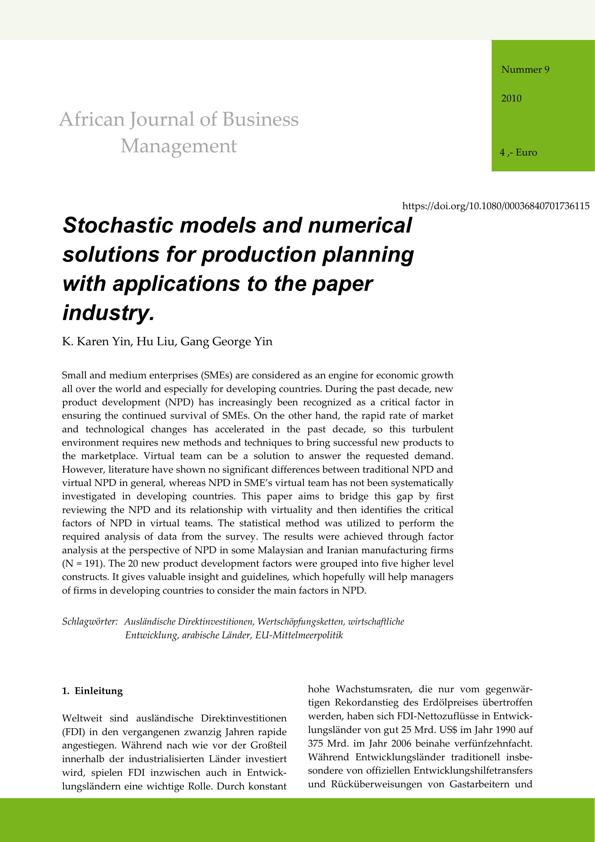 Nummer 9
2010
4 ,- Euro
African Journal of Business
Management
https://doi.org/10.1080/00036840701736115
Stochastic models and numerical
solutions for production planning
with applications to the paper
industry.
K. Karen Yin, Hu Liu, Gang George Yin
Small and medium enterprises (SMEs) are considered as an engine for economic growth
all over the world and especially for developing countries. During the past decade, new
product development (NPD) has increasingly been recognized as a critical factor in
ensuring the continued survival of SMEs. On the other hand, the rapid rate of market
and technological changes has accelerated in the past decade, so this turbulent
environment requires new methods and techniques to bring successful new products to
the marketplace. Virtual team can be a solution to answer the requested demand.
However, literature have shown no significant differences between traditional NPD and
virtual NPD in general, whereas NPD in SME's virtual team has not been systematically
investigated in developing countries. This paper aims to bridge this gap by first
reviewing the NPD and its relationship with virtuality and then identifies the critical
factors of NPD in virtual teams. The statistical method was utilized to perform the
required analysis of data from the survey. The results were achieved through factor
analysis at the perspective of NPD in some Malaysian and Iranian manufacturing firms
(N = 191). The 20 new product development factors were grouped into five higher level
constructs. It gives valuable insight and guidelines, which hopefully will help managers
of firms in developing countries to consider the main factors in NPD.
Schlagwörter: Ausländische Direktinvestitionen, Wertschöpfungsketten, wirtschaftliche
Entwicklung, arabische Länder, EU-Mittelmeerpolitik
1. Einleitung
Weltweit sind ausländische Direktinvestitionen
(FDI) in den vergangenen zwanzig Jahren rapide
angestiegen. Während nach wie vor der Großteil
innerhalb der industrialisierten Länder investiert
wird, spielen FDI inzwischen auch in Entwick-
lungsländern eine wichtige Rolle. Durch konstant
hohe Wachstumsraten, die nur vom gegenwär-
tigen Rekordanstieg des Erdölpreises übertroffen
werden, haben sich FDI-Nettozuflüsse in Entwick-
lungsländer von gut 25 Mrd. US$ im Jahr 1990 auf
375 Mrd. im Jahr 2006 beinahe verfünfzehnfacht.
Während Entwicklungsländer traditionell insbe-
sondere von offiziellen Entwicklungshilfetransfers
und Rücküberweisungen von Gastarbeitern und